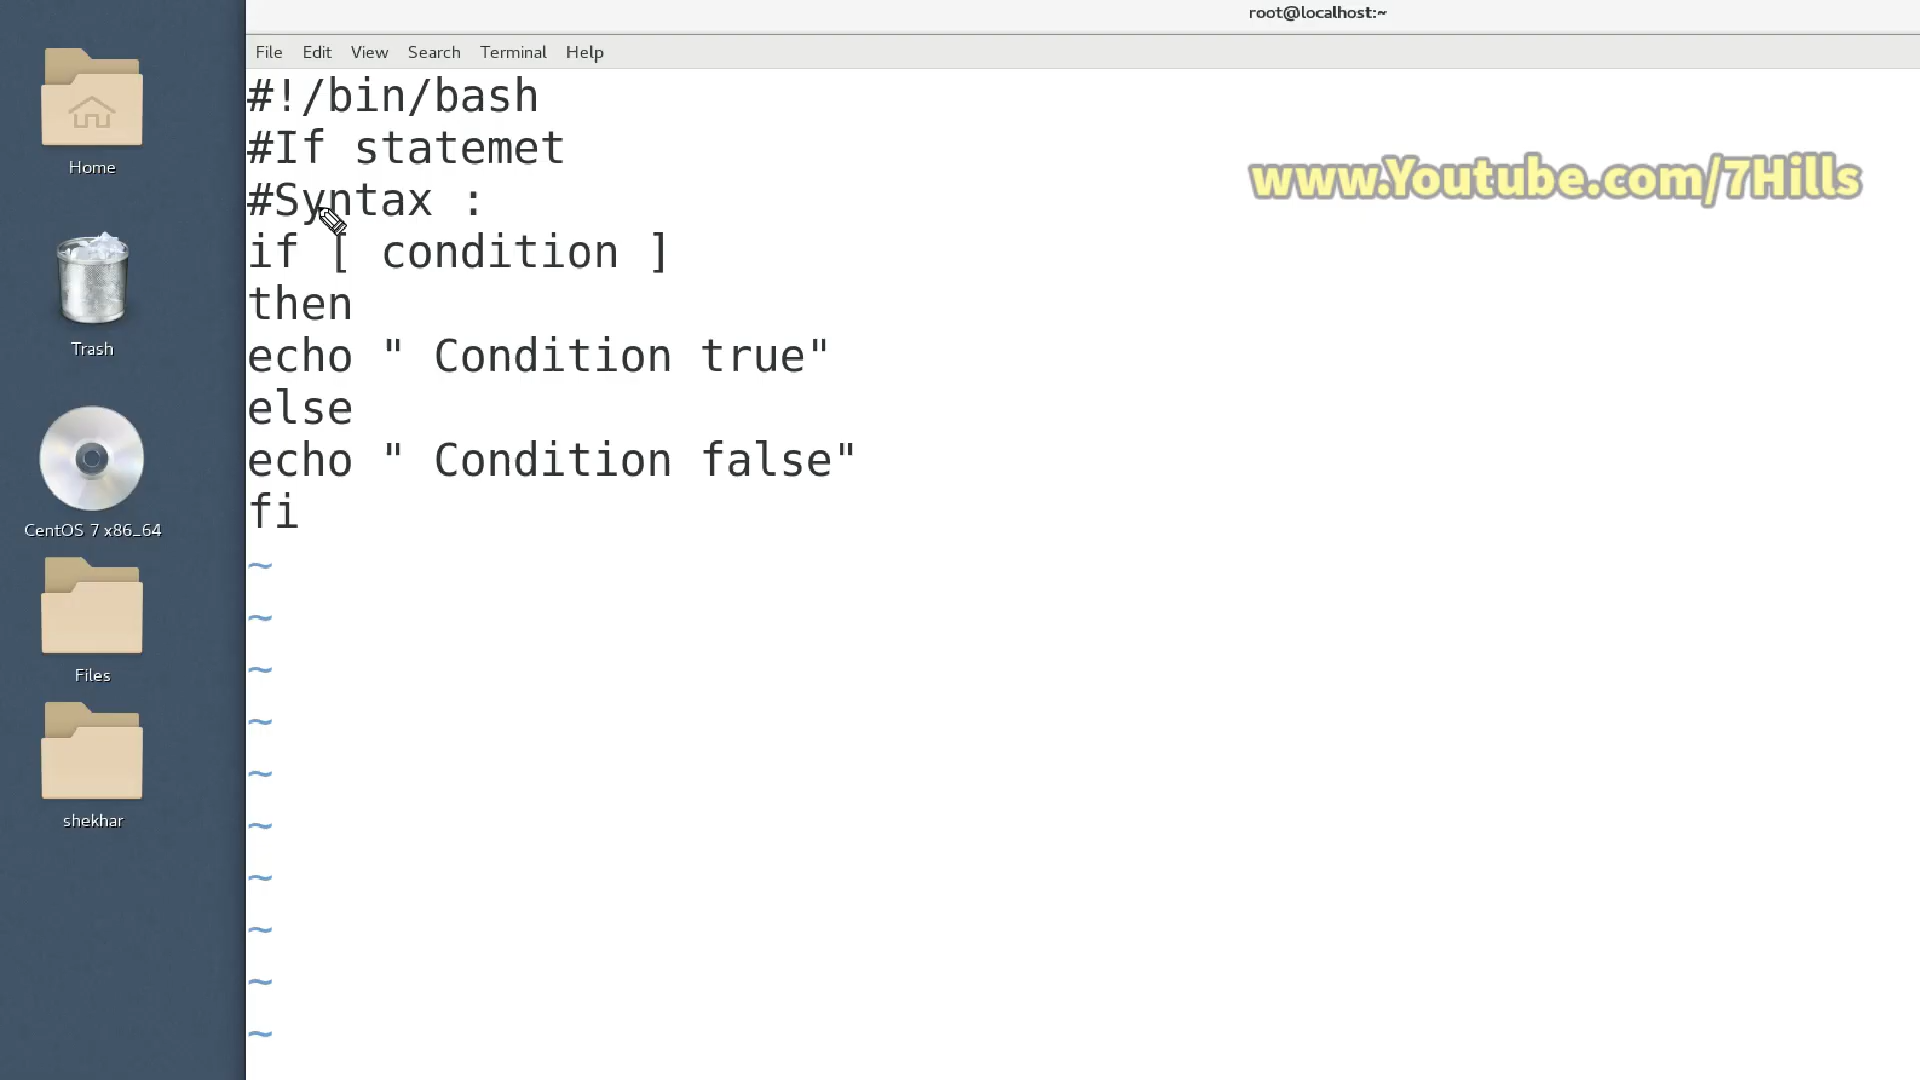 root@localhost:~
File Edit View Search Terminal Help
#!/bin/bash
#If statemet
#Syntax :
if [ condition ]
then
echo " Condition true"
else
echo " Condition false"
fi
~
~
~
~
~
~
~
~
~
~
www.Youtube.com/7Hills
Home
Trash
CentOS 7 x86_64
Files
shekhar